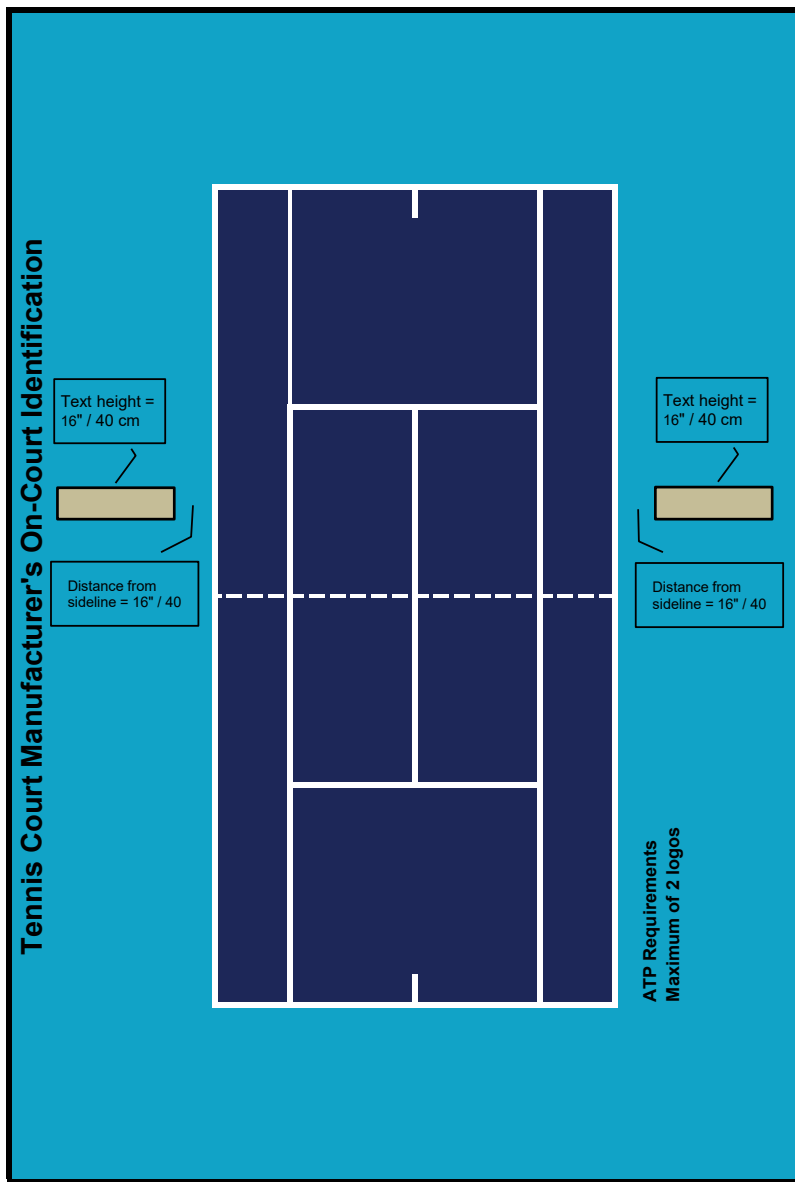 Tennis Court Manufacturer's On-Court Identification
Text height =
16" / 40 cm
Text height =
16" / 40 cm
Distance from
sideline = 16" / 40
Distance from
sideline = 16" / 40
ATP Requirements
Maximum of 2 logos